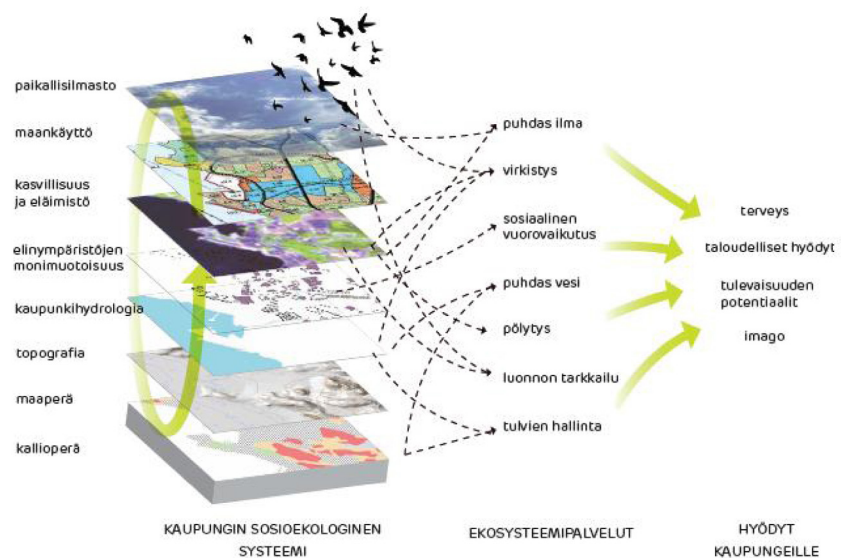 paikallisilmasto
maankäyttö
kasvillisuus
ja eläimistö
elinympäristöjen
monimuotoisuus
kaupunkihydrologia
topografia
maaperä
kallioperä
puhdas ilma
virkistys
sosiaalinen
vuorovaikutus
puhdas vesi
pölytys
luonnon tarkkailu
tulvien hallinta
terveys
taloudelliset hyödyt
tulevaisuuden
potentiaalit
imago
KAUPUNGIN SOSIOEKOLOGINEN
SYSTEEMI
EKOSYSTEEMIPALVELUT
HYÖDYT
KAUPUNGEILLE